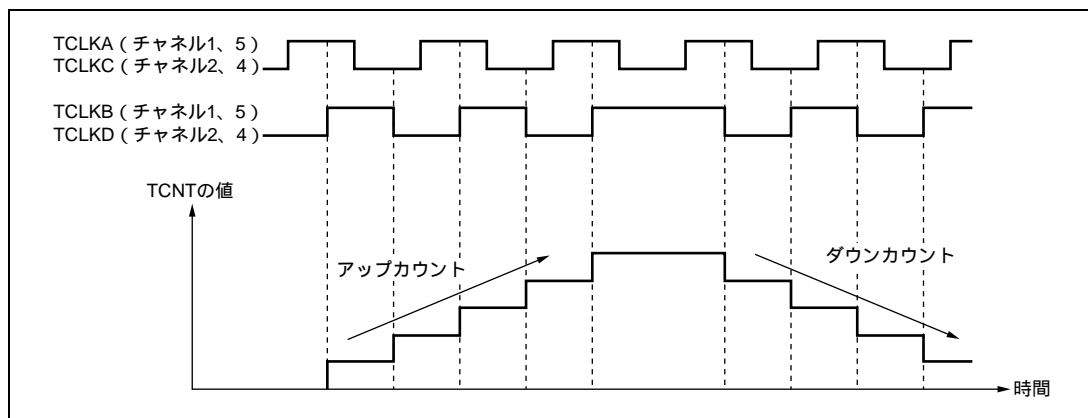 TCLKA（チャネル1、5）
TCLKC（チャネル2、4）
TCLKB（チャネル1、5）
TCLKD（チャネル2、4）
TCNTの値
アップカウント
ダウンカウント
時間